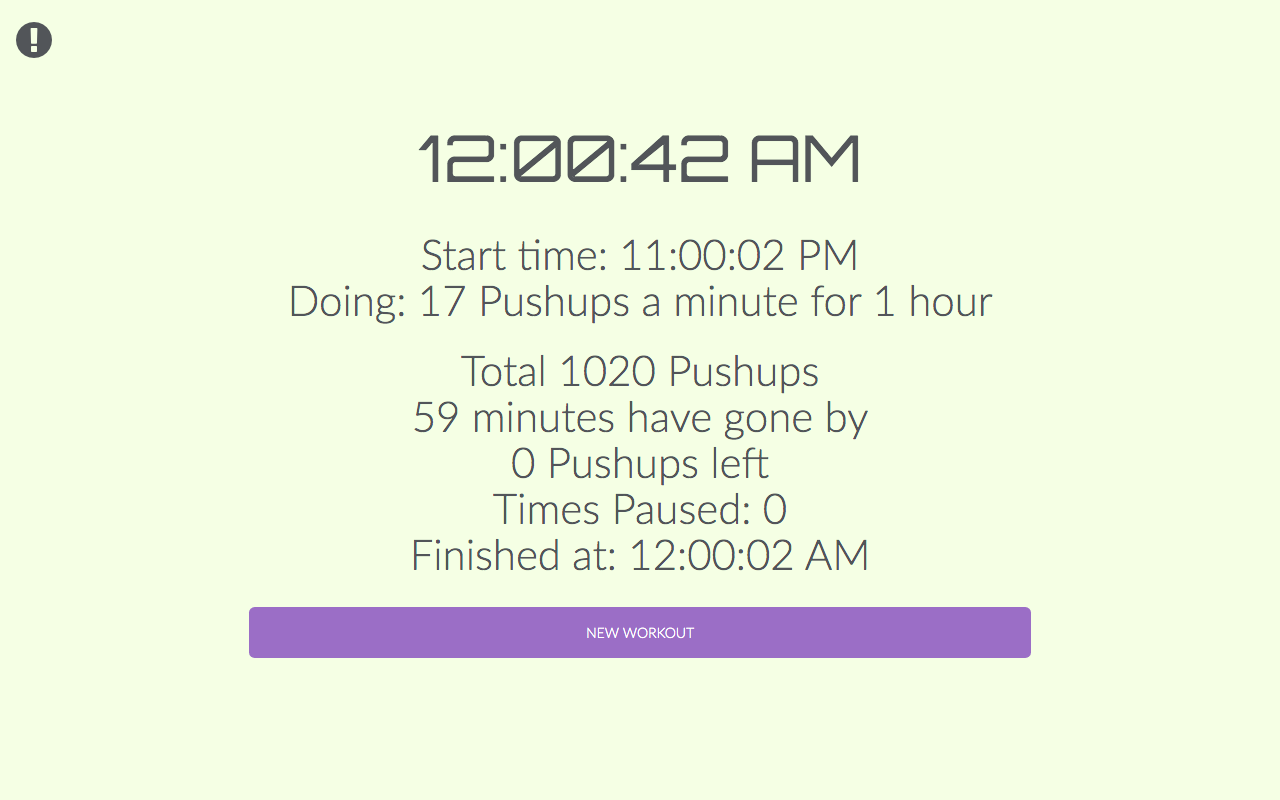 12:00:42 AM
Start time: 11:00:02 PM
Doing: 17 Pushups a minute for 1 hour
Total 1020 Pushups
59 minutes have gone by
0 Pushups left
Times Paused: 0
Finished at: 12:00:02 AM
NEW WORKOUT